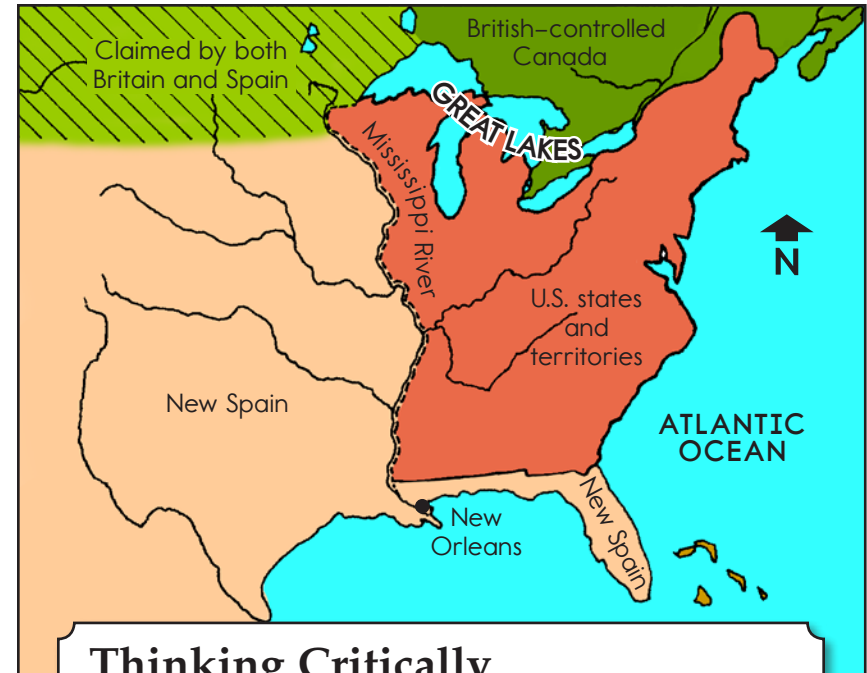 Claimed by both
Britain and Spain
British-controlled
Canada
GREAT LAKES
Mississippi River
N
U.S. states
and
territories
New Spain
ATLANTIC
OCEAN
New
Orleans
New Spain
Thinking Critically